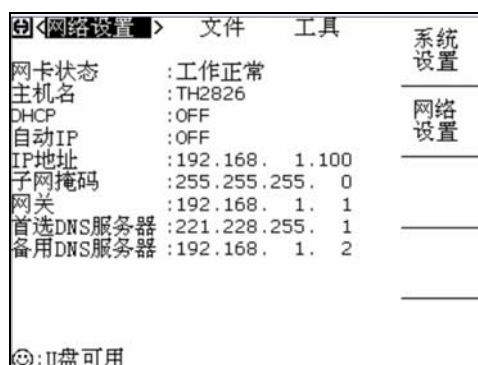 <网络设置 > 文件 工具
系统设置
网络设置
网卡状态 :工作正常
主机名 :TH2826
DHCP :OFF
自动IP :OFF
IP地址 :192.168. 1.100
子网掩码 :255.255.255. 0
网关 :192.168. 1. 1
首选DNS服务器 :221.228.255. 1
备用DNS服务器 :192.168. 1. 2
☺:U盘可用